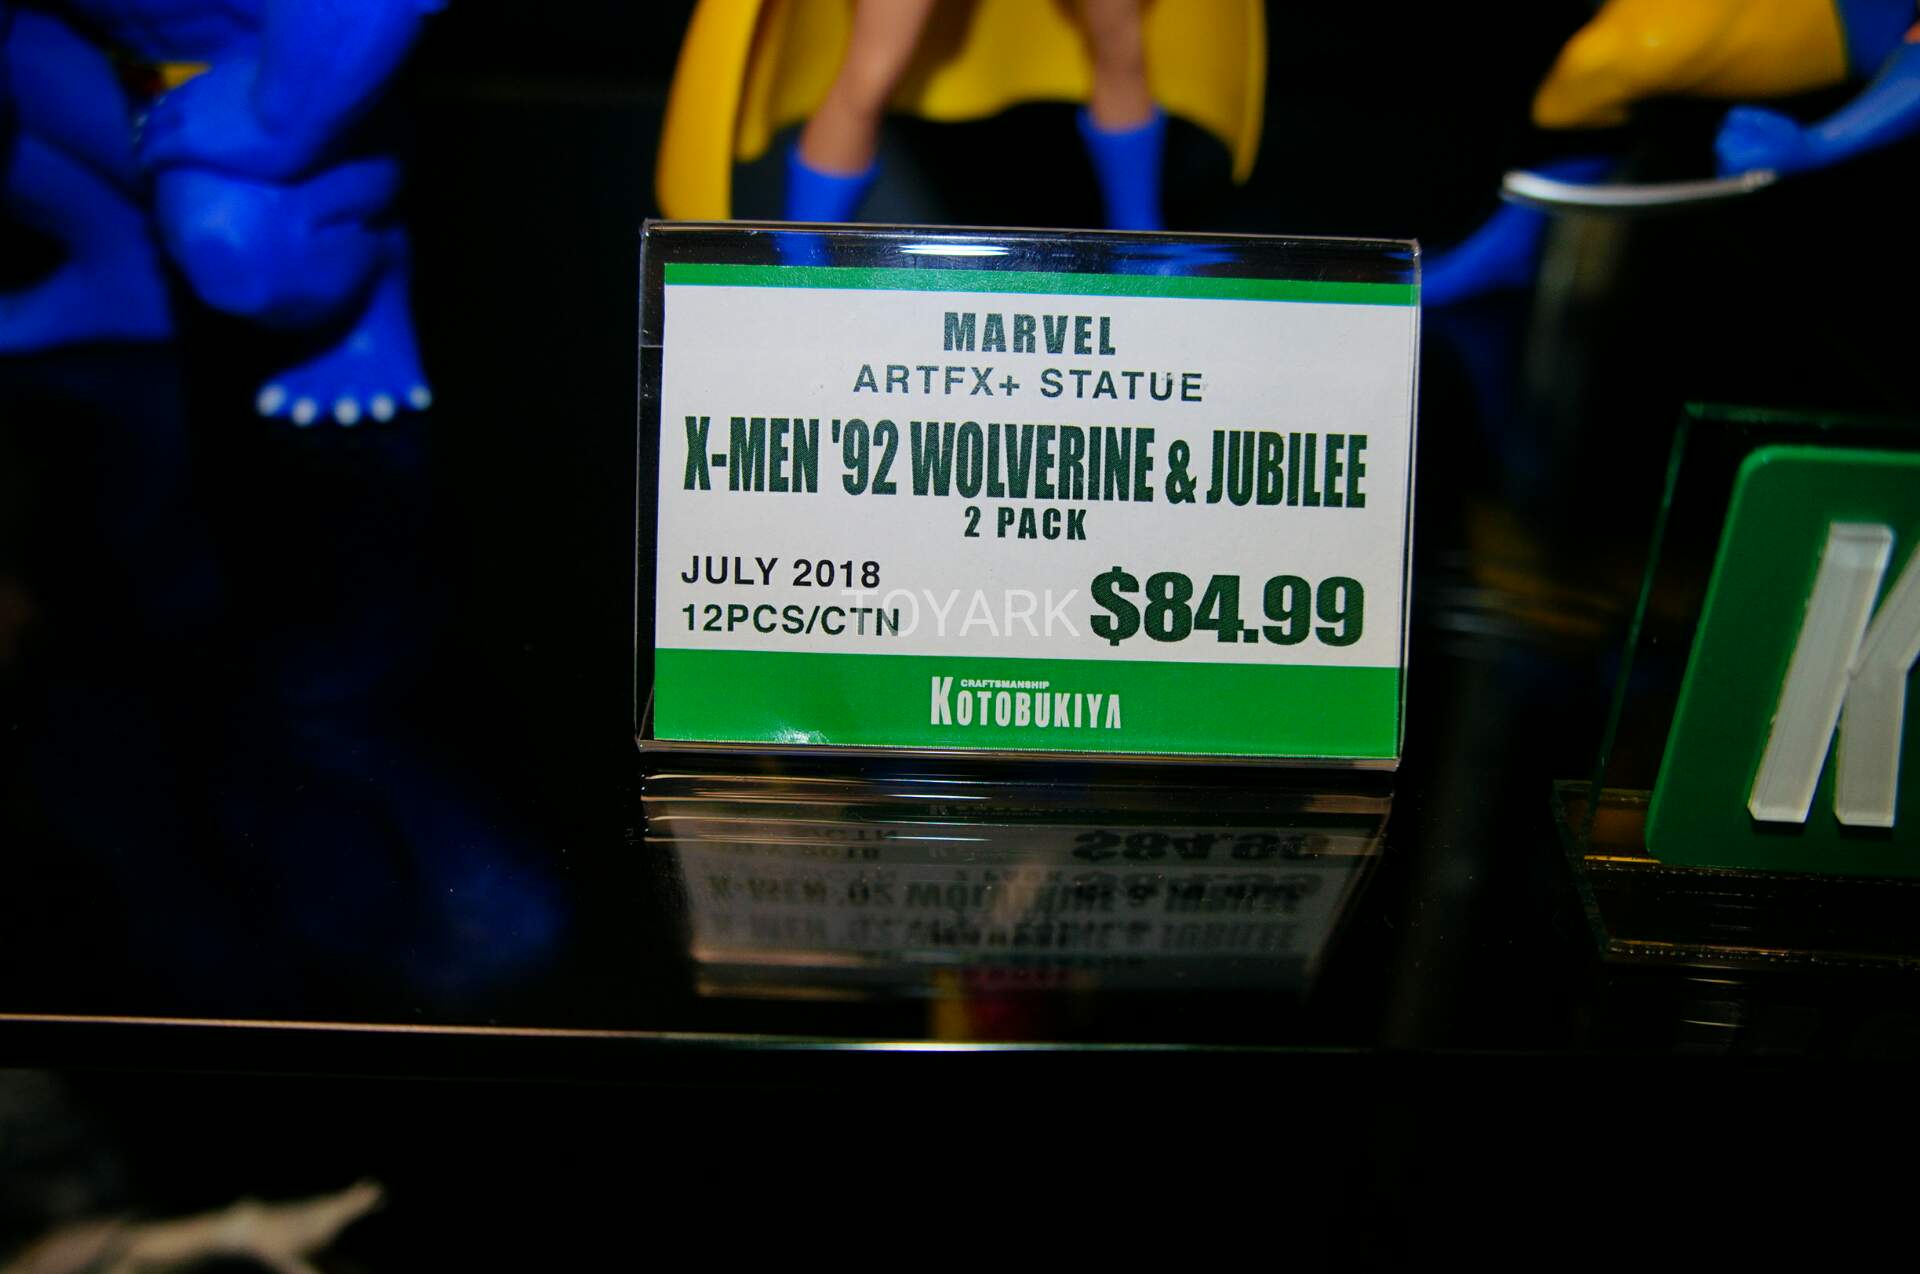 MARVEL
ARTFX+ STATUE
X-MEN '92 WOLVERINE & JUBILEE
2 PACK
JULY 2018
12PCS/CTN
$84.99
TOYARK
CRAFTSMANSHIP
KOTOBUKIYA
K